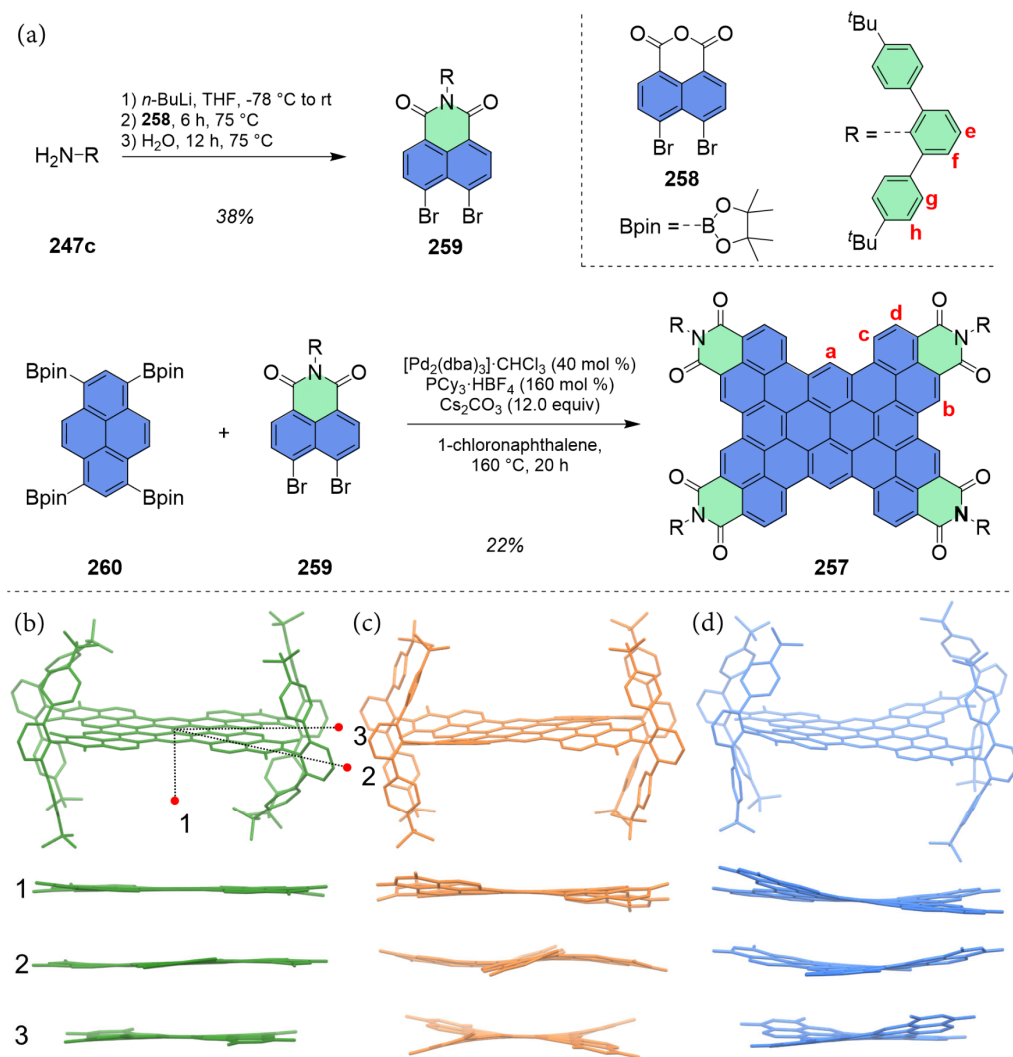 (a)
1) n-BuLi, THF, -78 °C to rt
2) 258, 6 h, 75 °C
3) H2O, 12 h, 75 °C
H2N-R
38%
247c
R
O N O
Br Br
259
O O O
Br Br
258
Bpin = B
O
O
R =
tBu
e
f
g
h
tBu
Bpin Bpin
Bpin Bpin
260
+
R
O N O
Br Br
259
[Pd2(dba)3]·CHCl3 (40 mol %)
PCy3·HBF4 (160 mol %)
Cs2CO3 (12.0 equiv)
1-chloronaphthalene,
160 °C, 20 h
22%
O O
R N N R
O O
a
b
c
d
O O
R N N R
O O
257
(b)
(c)
(d)
3
2
1
1
2
3